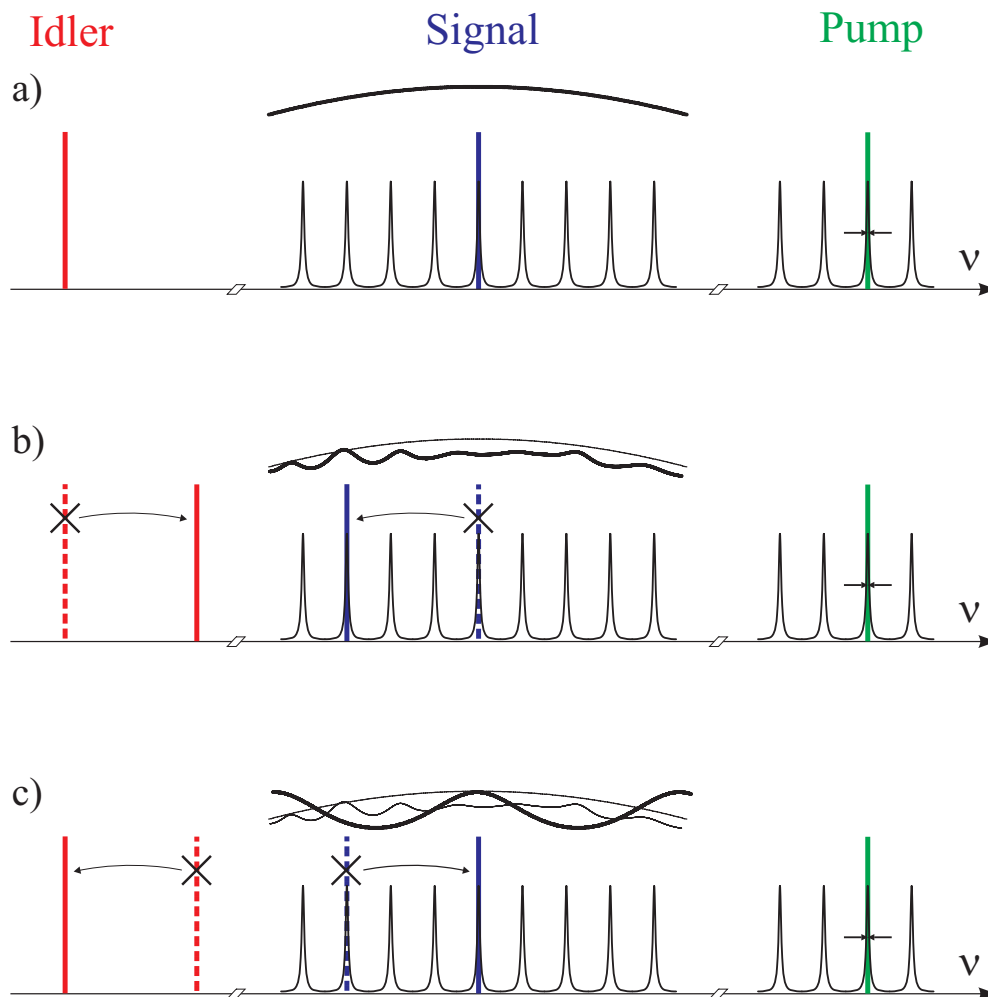 Idler Signal Pump
a)
ν
b)
ν
c)
ν